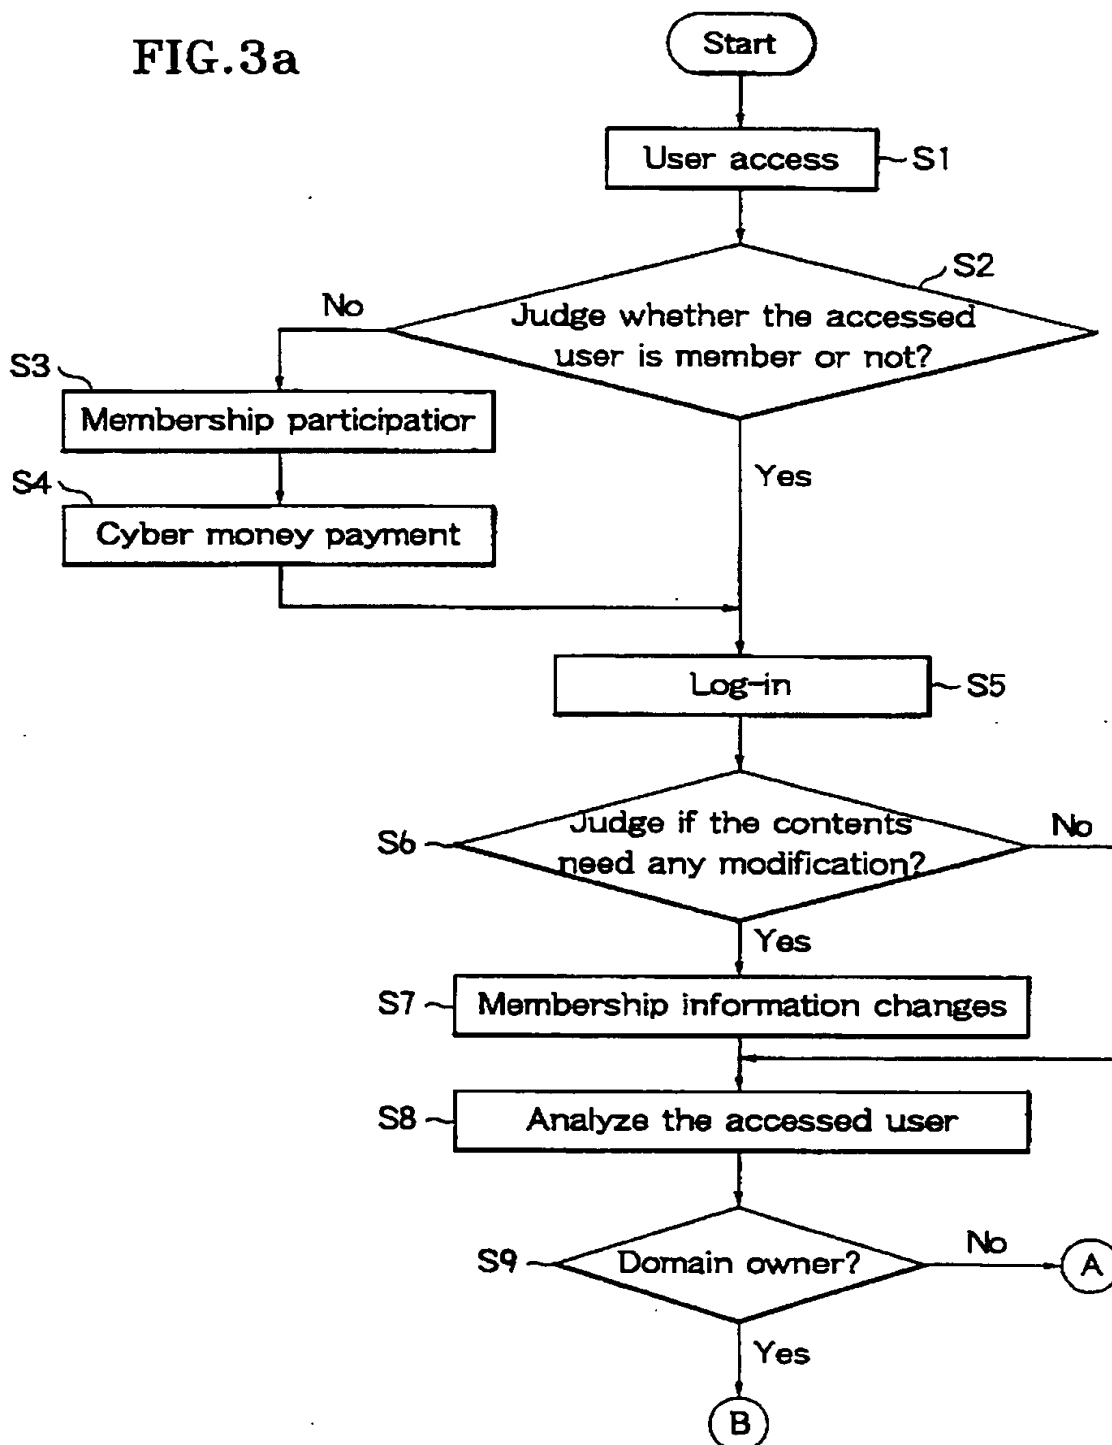 FIG.3a
Start
User access
S1
S2
Judge whether the accessed
user is member or not?
No
S3
Membership participatior
Yes
S4
Cyber money payment
Log-in
S5
Judge if the contents
need any modification?
S6
No
Yes
S7
Membership information changes
S8
Analyze the accessed user
S9
Domain owner?
No
A
Yes
B